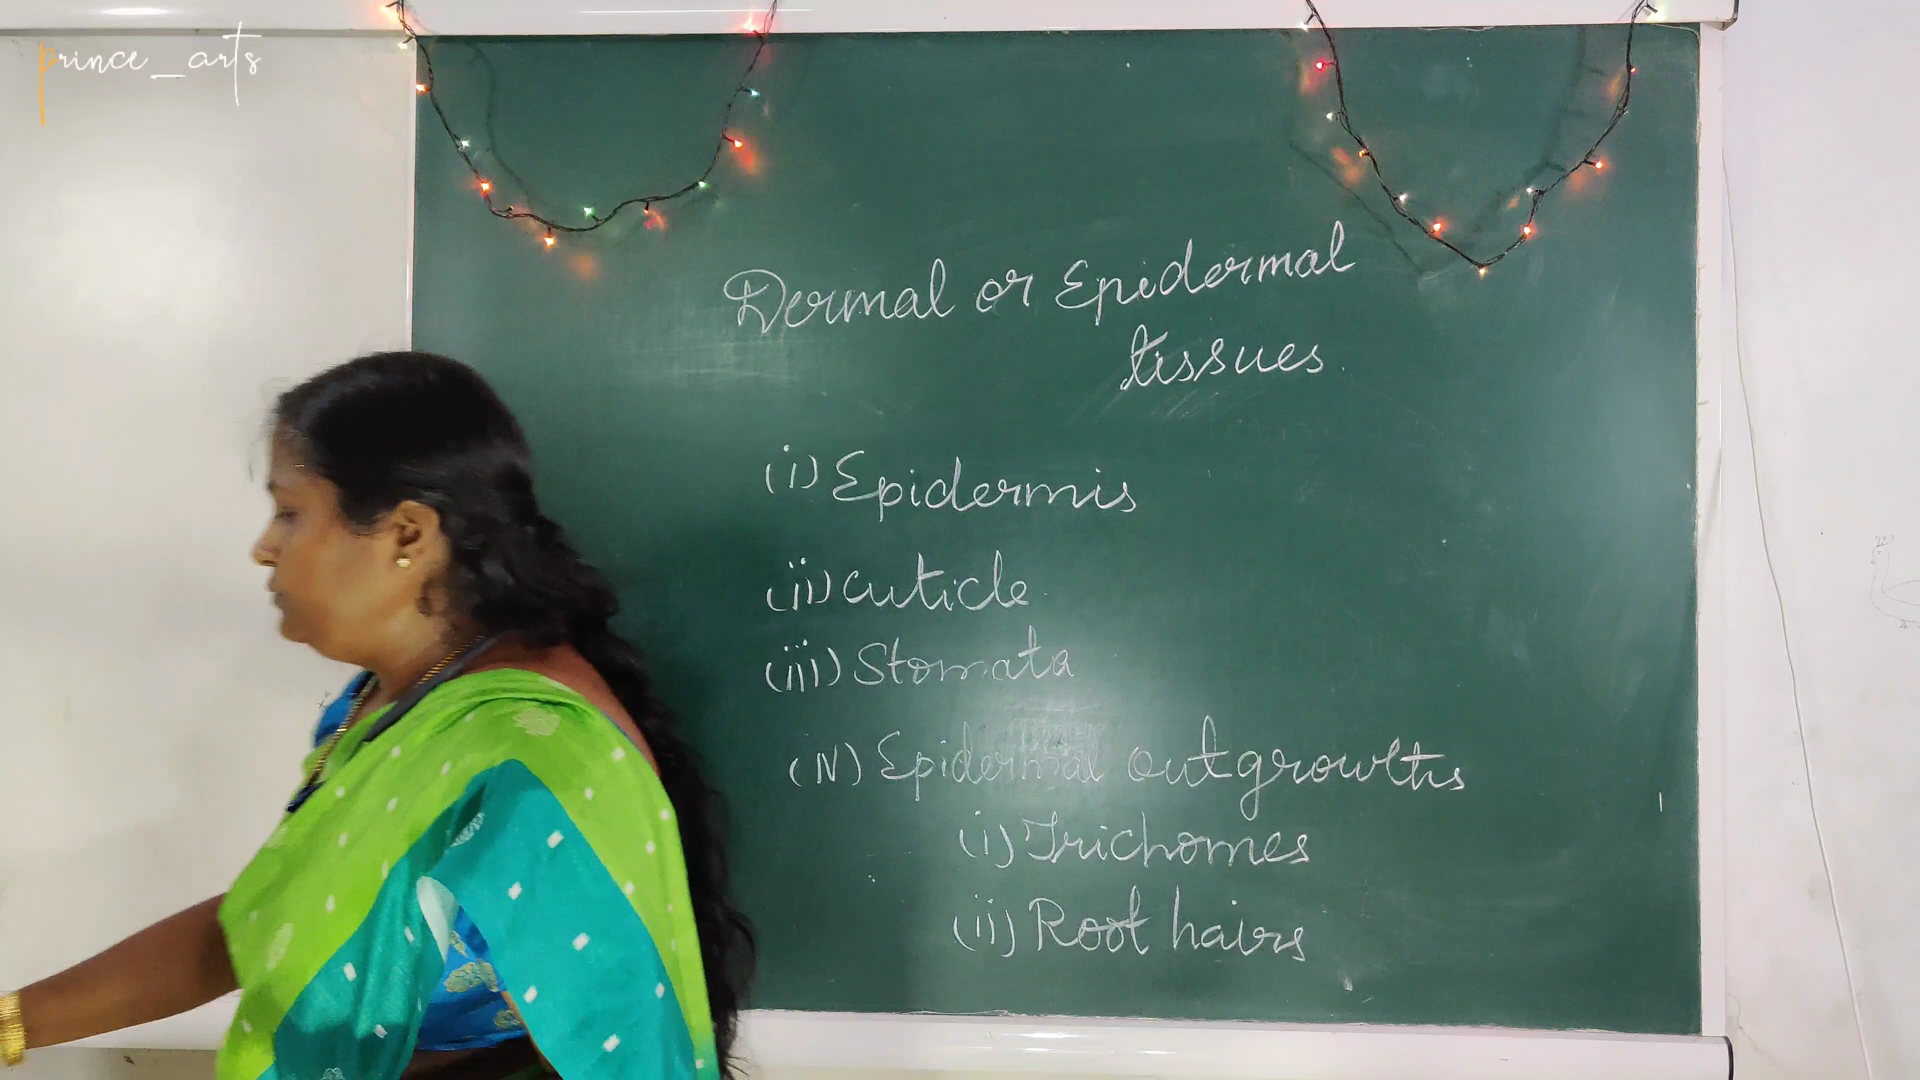 prince_arts
Dermal or Epidermal
tissues.
(i) Epidermis
(ii) cuticle
(iii) Stomata
(IV) Epidermal outgrowths
(i) Trichomes
(ii) Root hairs